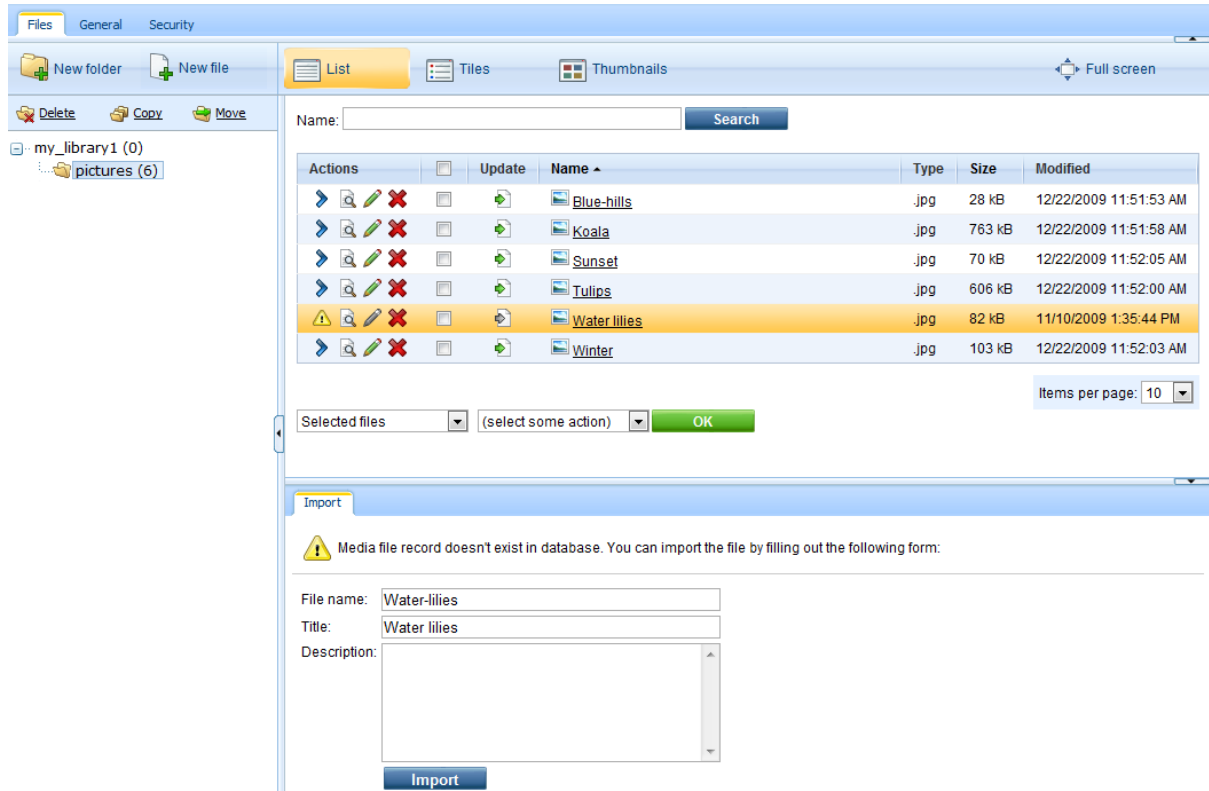 Files General Security
New folder New file List Tiles Thumbnails Full screen
Delete Copy Move
Name: Search
my_library1 (0)
pictures (6)
Actions Update Name Type Size Modified
Blue-hills .jpg 28 kB 12/22/2009 11:51:53 AM
Koala .jpg 763 kB 12/22/2009 11:51:58 AM
Sunset .jpg 70 kB 12/22/2009 11:52:05 AM
Tulips .jpg 606 kB 12/22/2009 11:52:00 AM
Water lilies .jpg 82 kB 11/10/2009 1:35:44 PM
Winter .jpg 103 kB 12/22/2009 11:52:03 AM
Items per page: 10
Selected files (select some action) OK
Import
Media file record doesn't exist in database. You can import the file by filling out the following form:
File name: Water-lilies
Title: Water lilies
Description:
Import